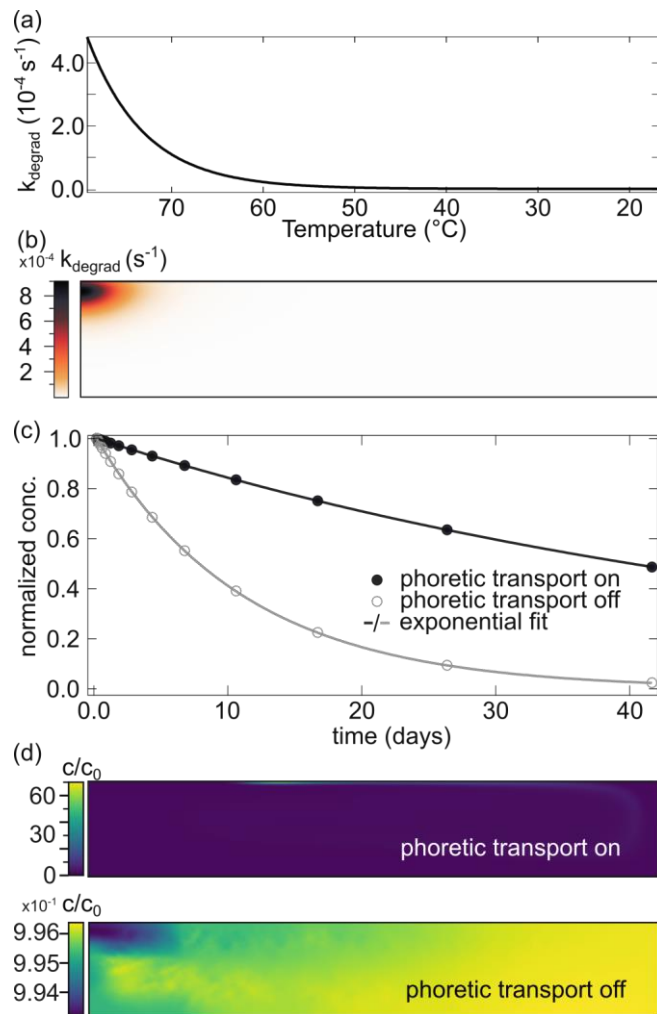 (a)
k_degrad (10⁻⁴ s⁻¹)
4.0
2.0
0.0
70 60 50 40 30 20
Temperature (°C)
(b)
x10⁻⁴ k_degrad (s⁻¹)
8
6
4
2
(c)
normalized conc.
1.0
0.8
0.6
0.4
0.2
0.0
phoretic transport on
phoretic transport off
-/- exponential fit
0.0 10 20 30 40
time (days)
(d)
c/c₀
60
30
0
phoretic transport on
x10⁻¹ c/c₀
9.96
9.95
9.94
phoretic transport off